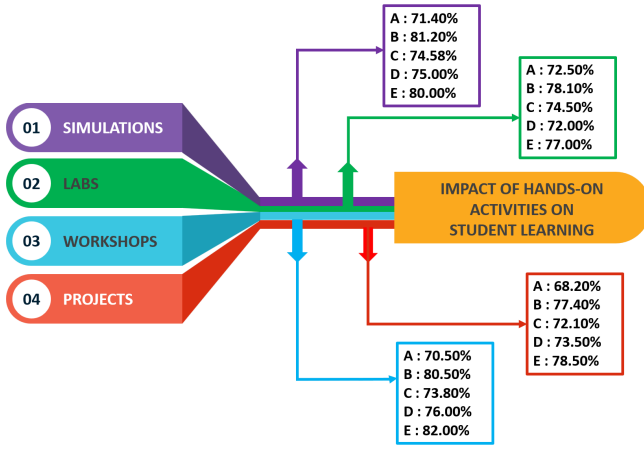 01 SIMULATIONS
02 LABS
03 WORKSHOPS
04 PROJECTS
A : 71.40%
B : 81.20%
C : 74.58%
D : 75.00%
E : 80.00%
A : 72.50%
B : 78.10%
C : 74.50%
D : 72.00%
E : 77.00%
IMPACT OF HANDS-ON
ACTIVITIES ON
STUDENT LEARNING
A : 68.20%
B : 77.40%
C : 72.10%
D : 73.50%
E : 78.50%
A : 70.50%
B : 80.50%
C : 73.80%
D : 76.00%
E : 82.00%